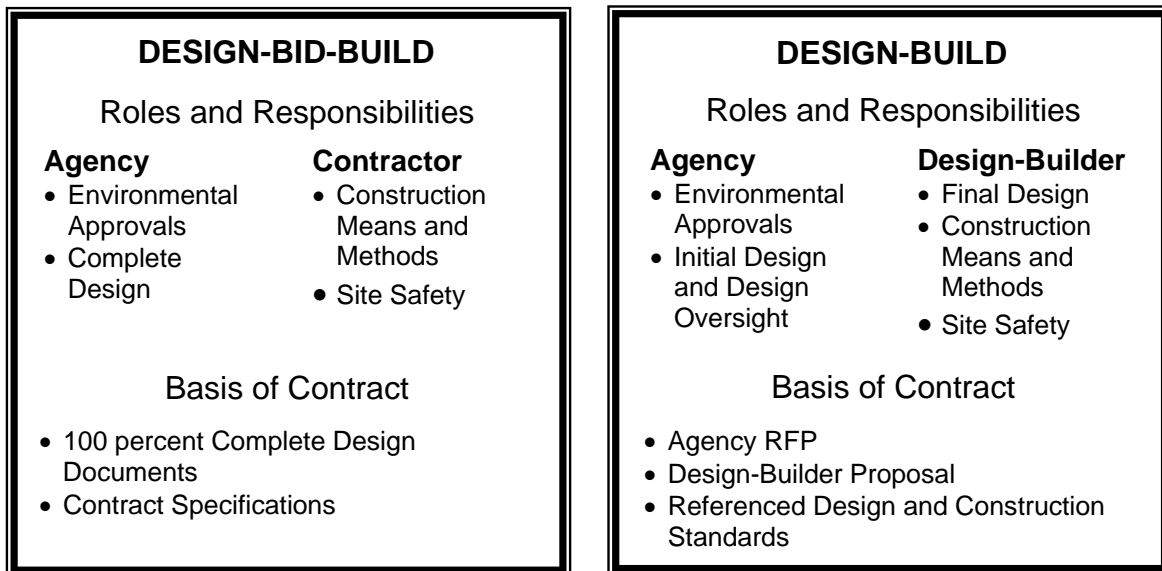 DESIGN-BID-BUILD
Roles and Responsibilities
Agency
• Environmental
Approvals
• Complete
Design
Contractor
• Construction
Means and
Methods
• Site Safety
Basis of Contract
• 100 percent Complete Design
Documents
• Contract Specifications
DESIGN-BUILD
Roles and Responsibilities
Agency
• Environmental
Approvals
• Initial Design
and Design
Oversight
Design-Builder
• Final Design
• Construction
Means and
Methods
• Site Safety
Basis of Contract
• Agency RFP
• Design-Builder Proposal
• Referenced Design and Construction
Standards